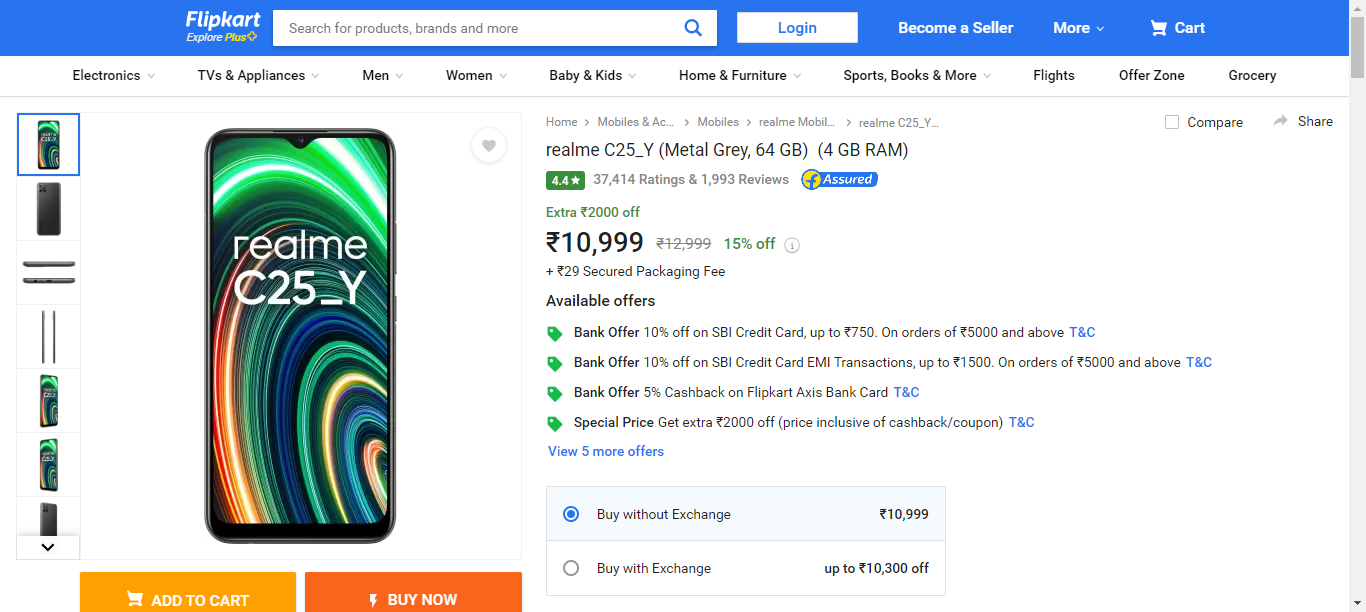 Flipkart
Explore Plus
Search for products, brands and more
Login
Become a Seller
More
Cart
Electronics
TVs & Appliances
Men
Women
Baby & Kids
Home & Furniture
Sports, Books & More
Flights
Offer Zone
Grocery
realme
C25_Y
Home > Mobiles & Ac... > Mobiles > realme Mobil... > realme C25_Y...
Compare
Share
realme C25_Y (Metal Grey, 64 GB) (4 GB RAM)
4.4★ 37,414 Ratings & 1,993 Reviews Assured
Extra ₹2000 off
₹10,999 ₹12,999 15% off i
+ ₹29 Secured Packaging Fee
Available offers
Bank Offer 10% off on SBI Credit Card, up to ₹750. On orders of ₹5000 and above T&C
Bank Offer 10% off on SBI Credit Card EMI Transactions, up to ₹1500. On orders of ₹5000 and above T&C
Bank Offer 5% Cashback on Flipkart Axis Bank Card T&C
Special Price Get extra ₹2000 off (price inclusive of cashback/coupon) T&C
View 5 more offers
Buy without Exchange ₹10,999
Buy with Exchange up to ₹10,300 off
ADD TO CART
BUY NOW